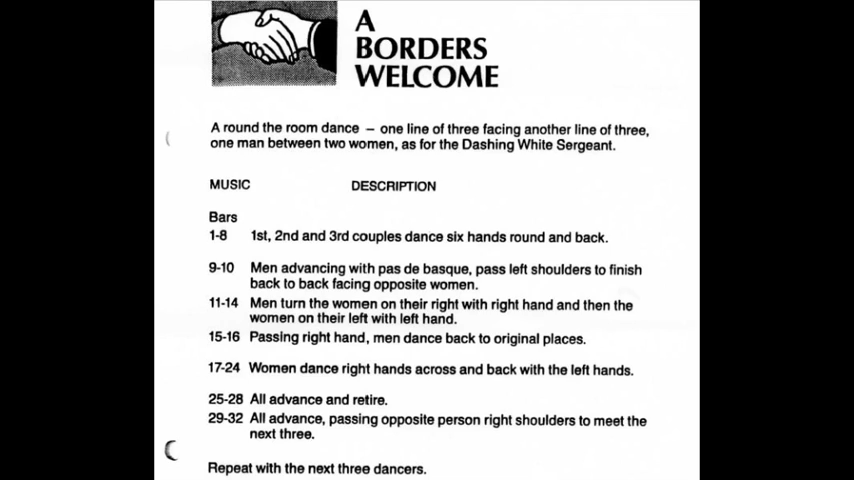 A
BORDERS
WELCOME
A round the room dance – one line of three facing another line of three,
one man between two women, as for the Dashing White Sergeant.
MUSIC DESCRIPTION
Bars
1-8 1st, 2nd and 3rd couples dance six hands round and back.
9-10 Men advancing with pas de basque, pass left shoulders to finish
back to back facing opposite women.
11-14 Men turn the women on their right with right hand and then the
women on their left with left hand.
15-16 Passing right hand, men dance back to original places.
17-24 Women dance right hands across and back with the left hands.
25-28 All advance and retire.
29-32 All advance, passing opposite person right shoulders to meet the
next three.
Repeat with the next three dancers.